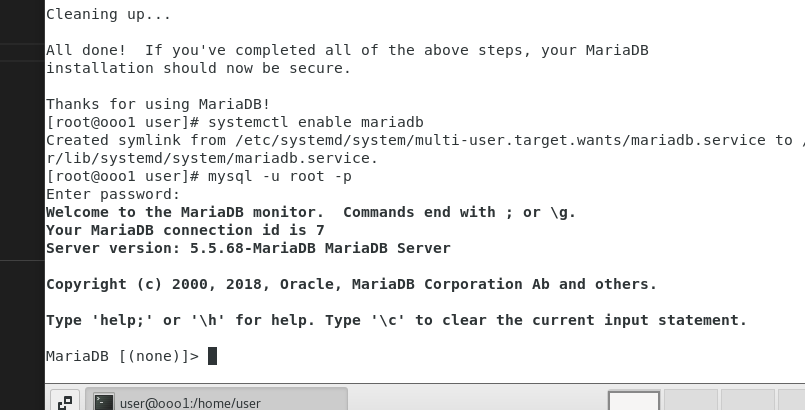 Cleaning up...
All done!  If you've completed all of the above steps, your MariaDB
installation should now be secure.
Thanks for using MariaDB!
[root@ooo1 user]# systemctl enable mariadb
Created symlink from /etc/systemd/system/multi-user.target.wants/mariadb.service to /
r/lib/systemd/system/mariadb.service.
[root@ooo1 user]# mysql -u root -p
Enter password:
Welcome to the MariaDB monitor.  Commands end with ; or \g.
Your MariaDB connection id is 7
Server version: 5.5.68-MariaDB MariaDB Server
Copyright (c) 2000, 2018, Oracle, MariaDB Corporation Ab and others.
Type 'help;' or '\h' for help. Type '\c' to clear the current input statement.
MariaDB [(none)]>
user@ooo1:/home/user